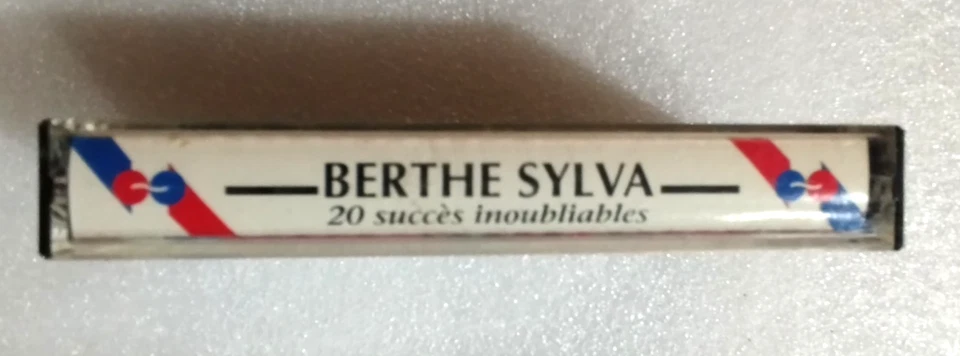 BERTHE SYLVA
20 succès inoubliables